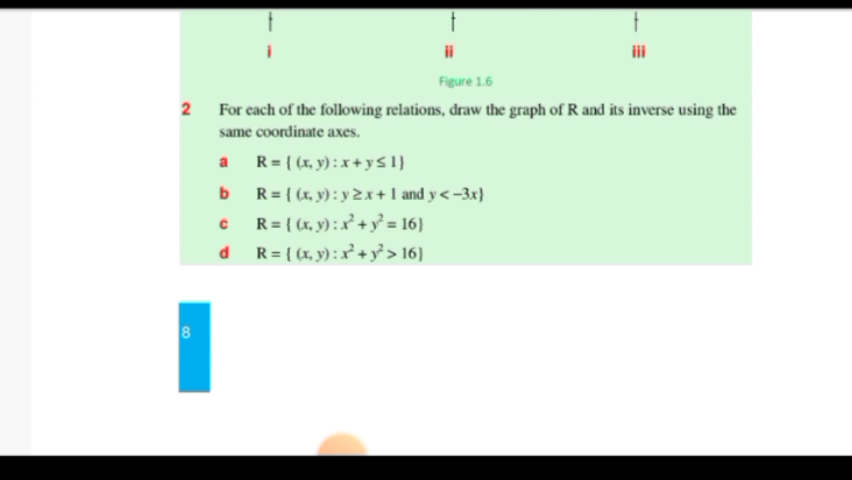 i ii iii
Figure 1.6
2 For each of the following relations, draw the graph of R and its inverse using the
same coordinate axes.
a R = { (x, y) : x + y ≤ 1}
b R = { (x, y) : y ≥ x + 1 and y < –3x}
c R = { (x, y) : x² + y² = 16}
d R = { (x, y) : x² + y² > 16}
8